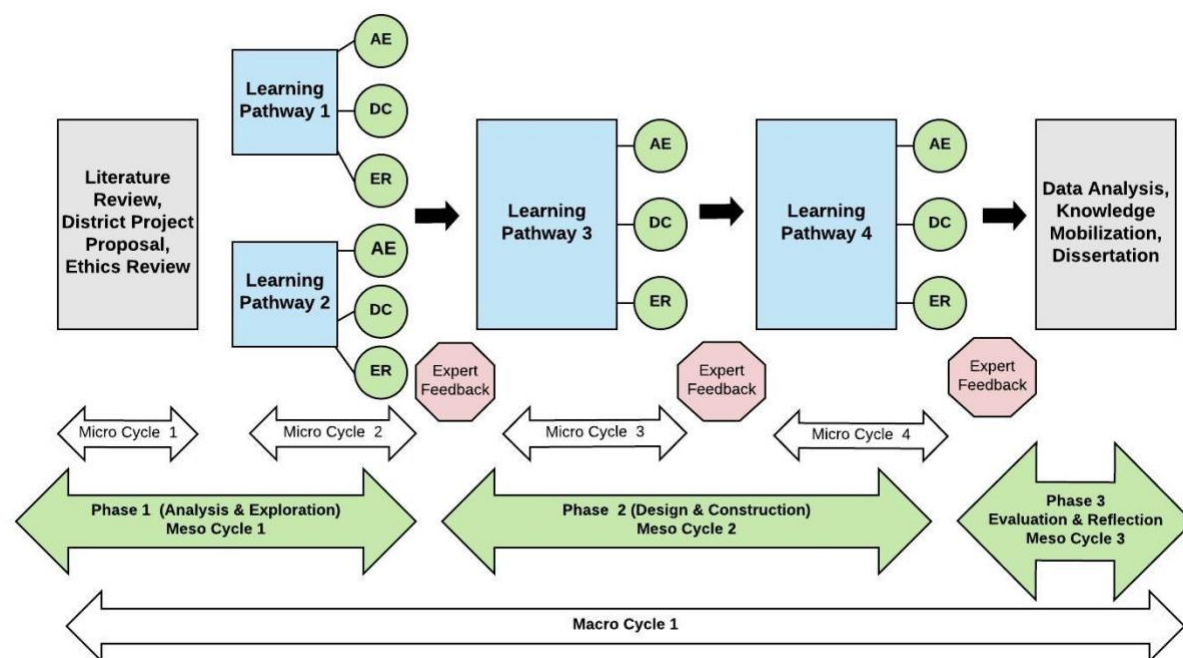 Literature
Review,
District Project
Proposal,
Ethics Review
Learning
Pathway 1
AE
DC
ER
Learning
Pathway 2
AE
DC
ER
Learning
Pathway 3
AE
DC
ER
Learning
Pathway 4
AE
DC
ER
Data Analysis,
Knowledge
Mobilization,
Dissertation
Expert
Feedback
Expert
Feedback
Expert
Feedback
Micro Cycle 1
Micro Cycle 2
Micro Cycle 3
Micro Cycle 4
Phase 1 (Analysis & Exploration)
Meso Cycle 1
Phase 2 (Design & Construction)
Meso Cycle 2
Phase 3
Evaluation & Reflection
Meso Cycle 3
Macro Cycle 1